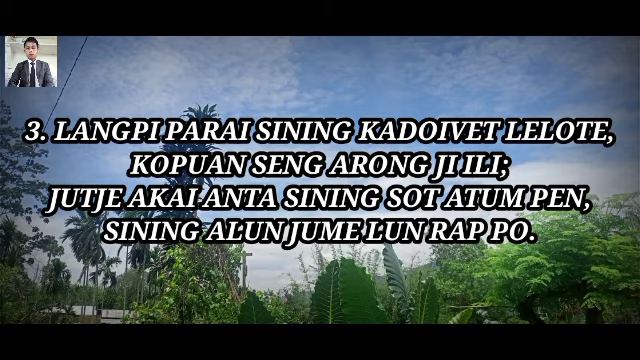 3. LANGPI PARAI SINING KADOIVET LELOTE,
KOPUAN SENG ARONG JI ILI;
JUTJE AKAI ANTA SINING SOT ATUM PEN,
SINING ALUN JUME LUN RAP PO.